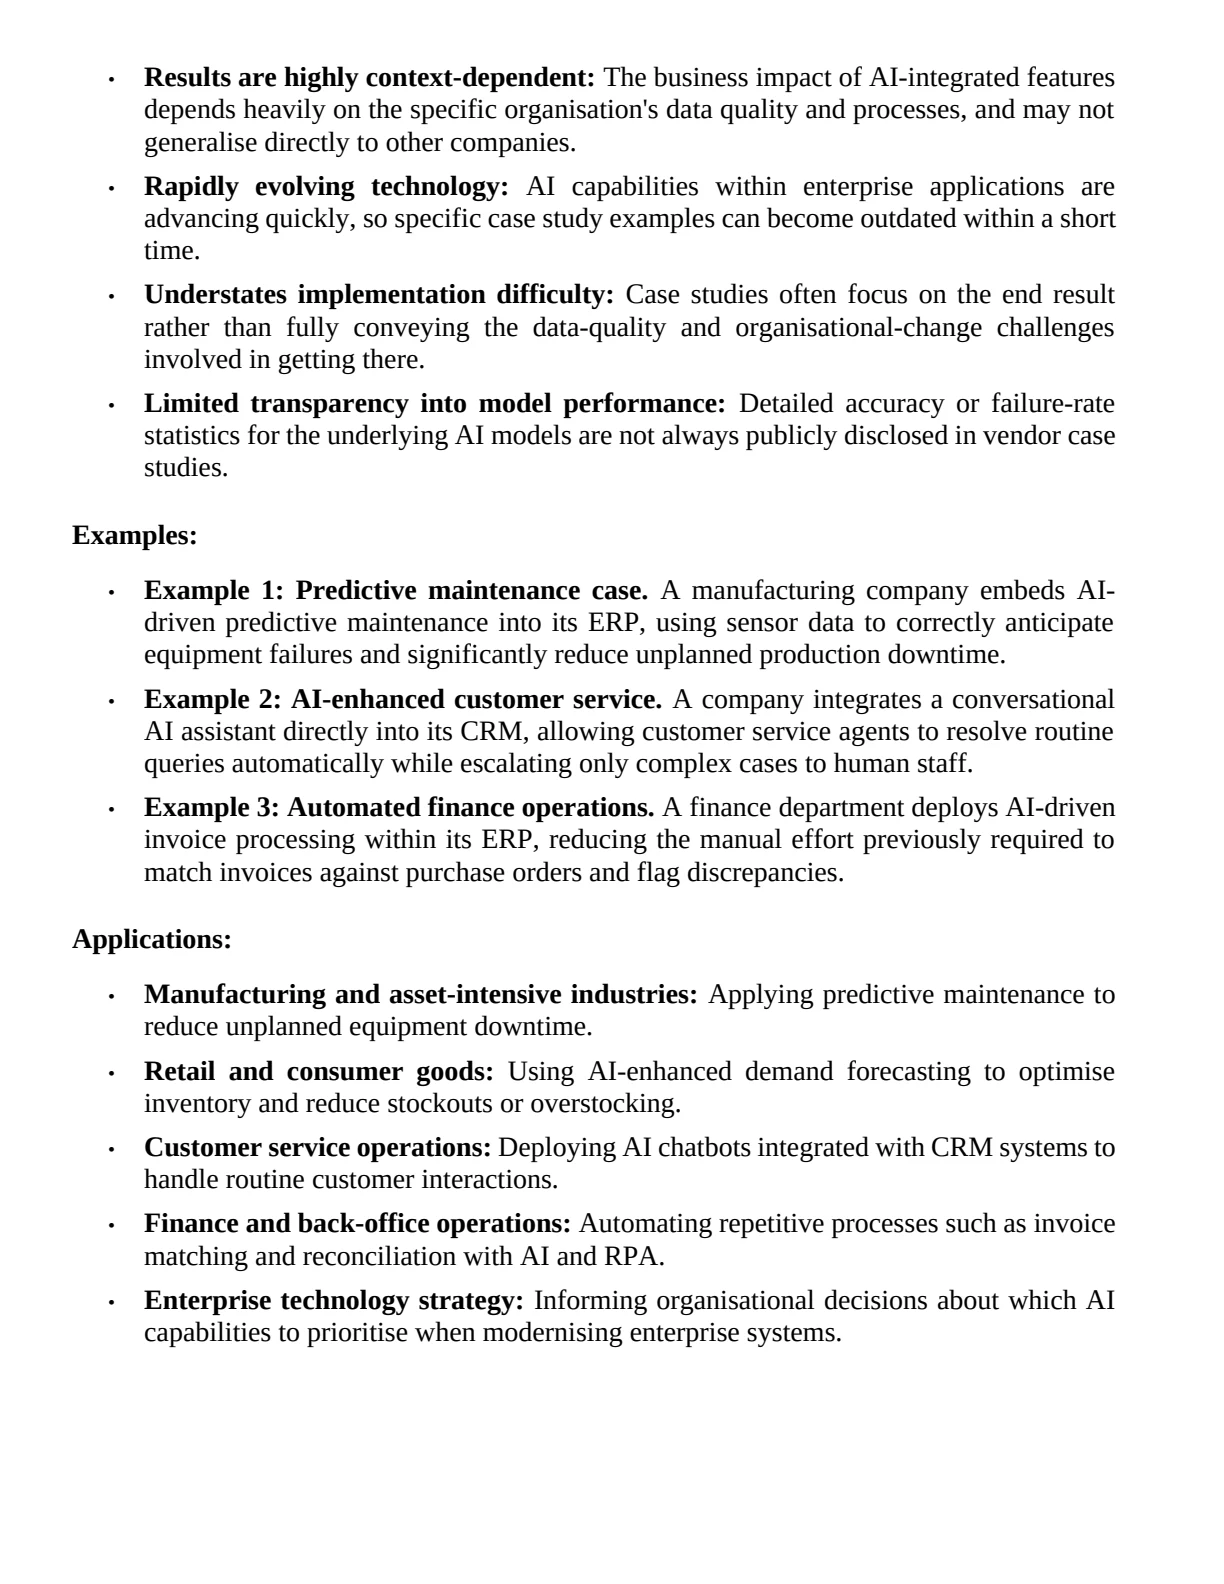 • Results are highly context-dependent: The business impact of AI-integrated features
depends heavily on the specific organisation's data quality and processes, and may not
generalise directly to other companies.
• Rapidly evolving technology: AI capabilities within enterprise applications are
advancing quickly, so specific case study examples can become outdated within a short
time.
• Understates implementation difficulty: Case studies often focus on the end result
rather than fully conveying the data-quality and organisational-change challenges
involved in getting there.
• Limited transparency into model performance: Detailed accuracy or failure-rate
statistics for the underlying AI models are not always publicly disclosed in vendor case
studies.
Examples:
• Example 1: Predictive maintenance case. A manufacturing company embeds AI-
driven predictive maintenance into its ERP, using sensor data to correctly anticipate
equipment failures and significantly reduce unplanned production downtime.
• Example 2: AI-enhanced customer service. A company integrates a conversational
AI assistant directly into its CRM, allowing customer service agents to resolve routine
queries automatically while escalating only complex cases to human staff.
• Example 3: Automated finance operations. A finance department deploys AI-driven
invoice processing within its ERP, reducing the manual effort previously required to
match invoices against purchase orders and flag discrepancies.
Applications:
• Manufacturing and asset-intensive industries: Applying predictive maintenance to
reduce unplanned equipment downtime.
• Retail and consumer goods: Using AI-enhanced demand forecasting to optimise
inventory and reduce stockouts or overstocking.
• Customer service operations: Deploying AI chatbots integrated with CRM systems to
handle routine customer interactions.
• Finance and back-office operations: Automating repetitive processes such as invoice
matching and reconciliation with AI and RPA.
• Enterprise technology strategy: Informing organisational decisions about which AI
capabilities to prioritise when modernising enterprise systems.